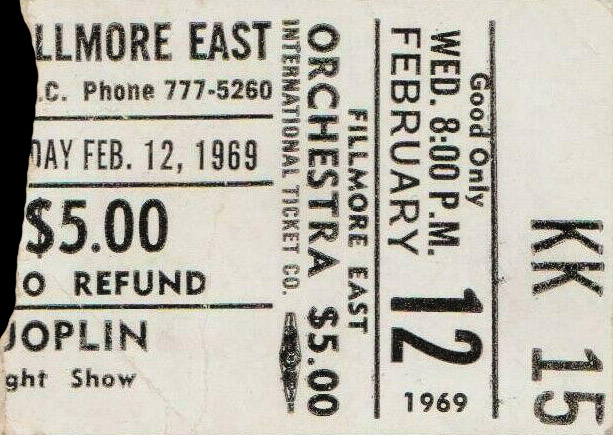 LLMORE EAST
.C. Phone 777-5260
DAY FEB. 12, 1969
$5.00
O REFUND
JOPLIN
ght Show
INTERNATIONAL TICKET CO.
ORCHESTRA $5.00
FILLMORE EAST
FEBRUARY 12
1969
WED. 8:00 P.M.
Good Only
KK 15